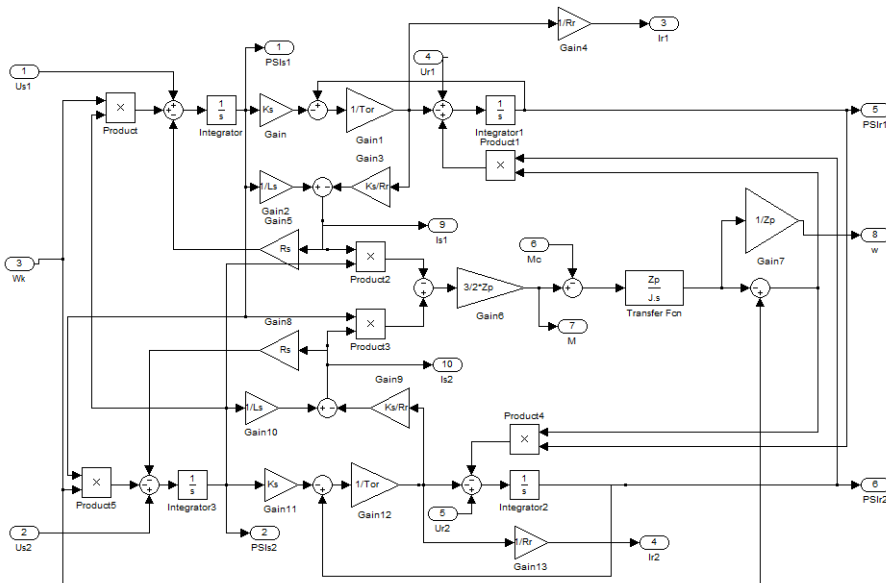 1/Rr
3
Gain4
Ir1
1
PSIs1
4
Ur1
1
Us1
×
Product
1
s
Integrator
Ks
Gain
1/Tor
Gain1
1
s
Integrator1
Product1
5
PSIr1
Gain3
×
1/Ls
Gain2
Ks/Rr
Gain5
Rs
9
Is1
1/Zp
Gain7
8
w
3
Wk
×
Product2
6
Mc
3/2*Zp
Gain6
Zp
J.s
Transfer Fcn
7
M
Gain8
×
Product3
Rs
10
Is2
Gain9
1/Ls
Gain10
Ks/Rr
Product4
×
×
Product5
1
s
Integrator3
Ks
Gain11
1/Tor
Gain12
1
s
Integrator2
6
PSIr2
5
Ur2
2
Us2
2
PSIs2
1/Rr
Gain13
4
Ir2